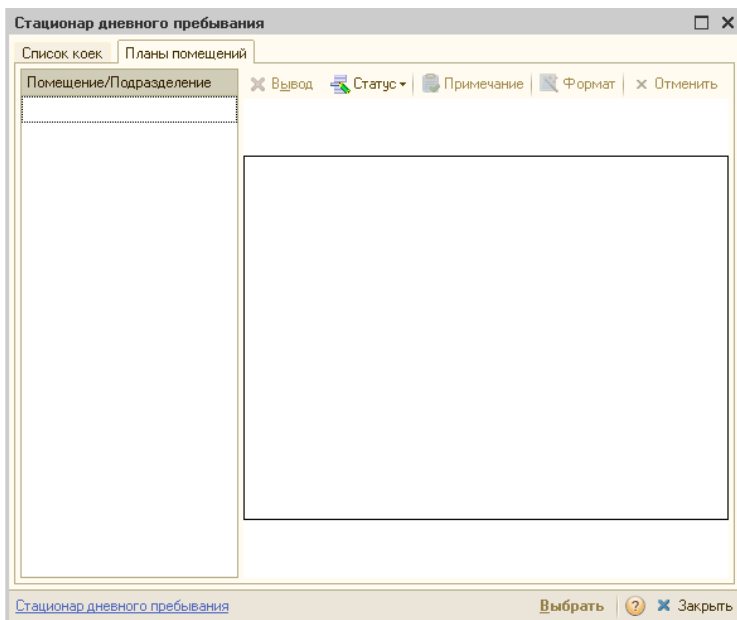 Стационар дневного пребывания
Список коек Планы помещений
Помещение/Подразделение Вывод Статус Примечание Формат Отменить
Стационар дневного пребывания Выбрать ? Закрыть